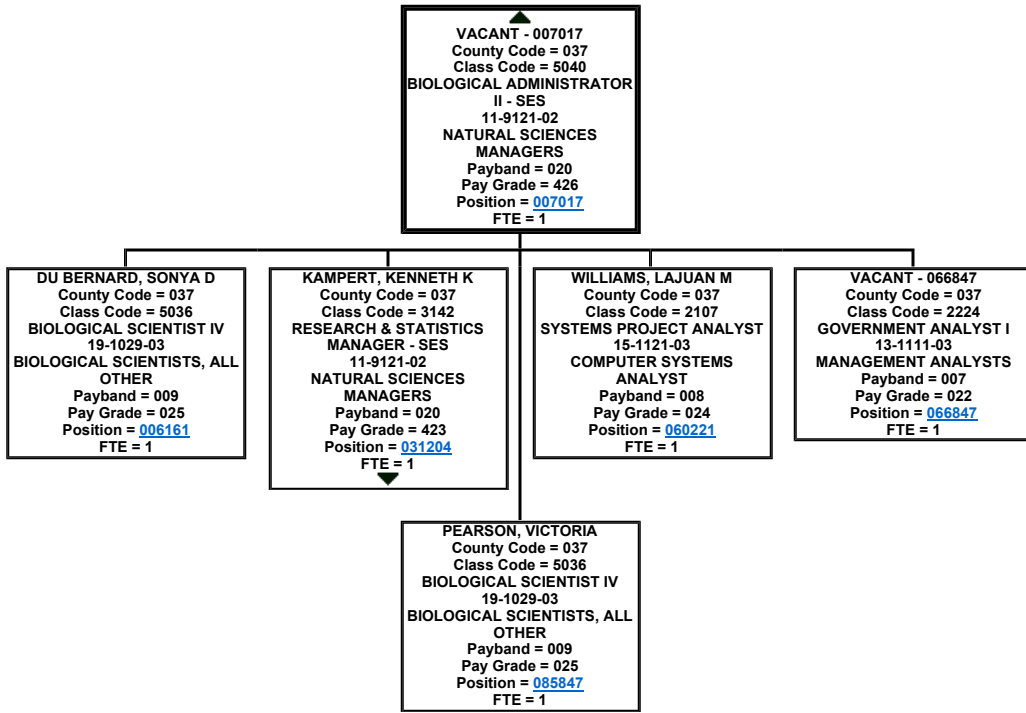 VACANT - 007017
County Code = 037
Class Code = 5040
BIOLOGICAL ADMINISTRATOR
II - SES
11-9121-02
NATURAL SCIENCES
MANAGERS
Payband = 020
Pay Grade = 426
Position = 007017
FTE = 1
DU BERNARD, SONYA D
County Code = 037
Class Code = 5036
BIOLOGICAL SCIENTIST IV
19-1029-03
BIOLOGICAL SCIENTISTS, ALL
OTHER
Payband = 009
Pay Grade = 025
Position = 006161
FTE = 1
KAMPERT, KENNETH K
County Code = 037
Class Code = 3142
RESEARCH & STATISTICS
MANAGER - SES
11-9121-02
NATURAL SCIENCES
MANAGERS
Payband = 020
Pay Grade = 423
Position = 031204
FTE = 1
WILLIAMS, LAJUAN M
County Code = 037
Class Code = 2107
SYSTEMS PROJECT ANALYST
15-1121-03
COMPUTER SYSTEMS
ANALYST
Payband = 008
Pay Grade = 024
Position = 060221
FTE = 1
VACANT - 066847
County Code = 037
Class Code = 2224
GOVERNMENT ANALYST I
13-1111-03
MANAGEMENT ANALYSTS
Payband = 007
Pay Grade = 022
Position = 066847
FTE = 1
PEARSON, VICTORIA
County Code = 037
Class Code = 5036
BIOLOGICAL SCIENTIST IV
19-1029-03
BIOLOGICAL SCIENTISTS, ALL
OTHER
Payband = 009
Pay Grade = 025
Position = 085847
FTE = 1